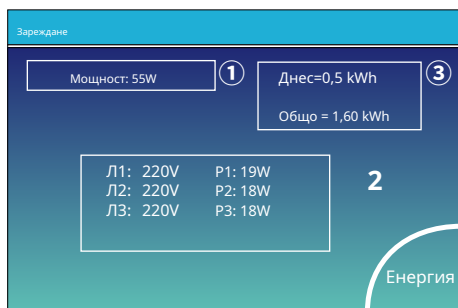 Зареждане
Мощност: 55W
①
Днес=0,5 kWh
③
Общо = 1,60 kWh
Л1: 220V P1: 19W
Л2: 220V P2: 18W
Л3: 220V P3: 18W
2
Енергия